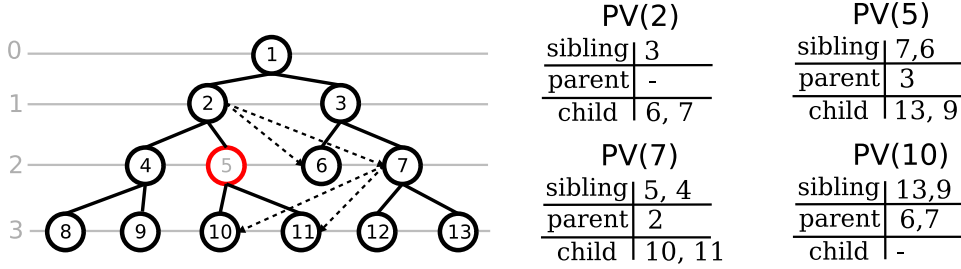 0
1
1
2
3
2
4
5
6
7
3
8
9
10
11
12
13
PV(2)
sibling 3
parent -
child 6, 7
PV(5)
sibling 7,6
parent 3
child 13, 9
PV(7)
sibling 5, 4
parent 2
child 10, 11
PV(10)
sibling 13,9
parent 6,7
child -